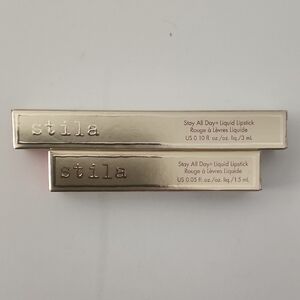 stila
Stay All Day® Liquid Lipstick
Rouge à Lèvres Liquide
US 0.10 fl. oz./oz. liq./3 mL
stila
Stay All Day® Liquid Lipstick
Rouge à Lèvres Liquide
US 0.05 fl. oz./oz. liq./1.5 mL